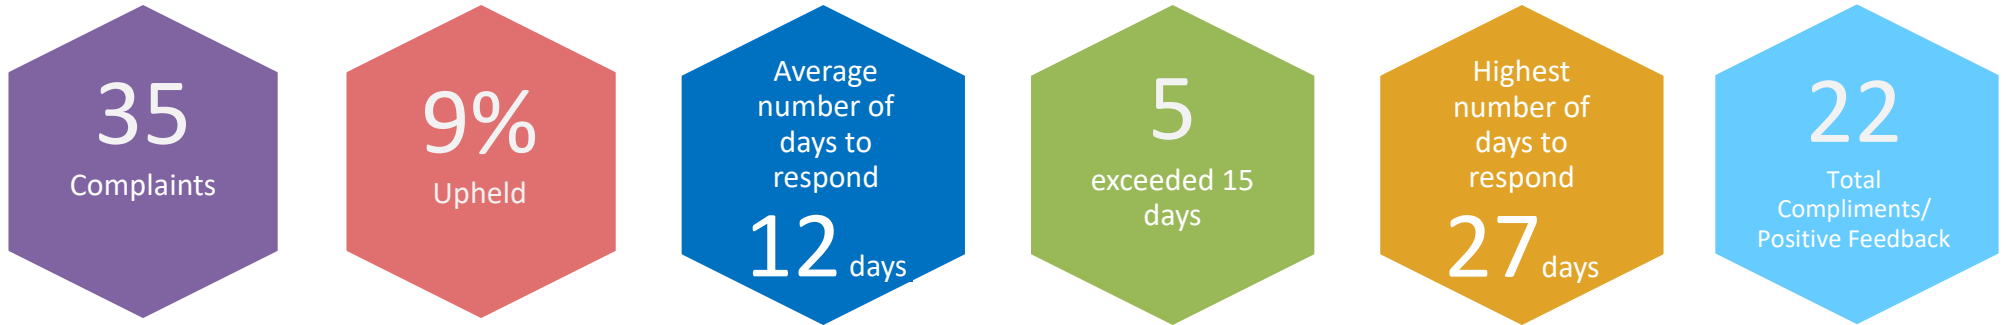 35
Complaints
9%
Upheld
Average
number of
days to
respond
12 days
5
exceeded 15
days
Highest
number of
days to
respond
27 days
22
Total
Compliments/
Positive Feedback